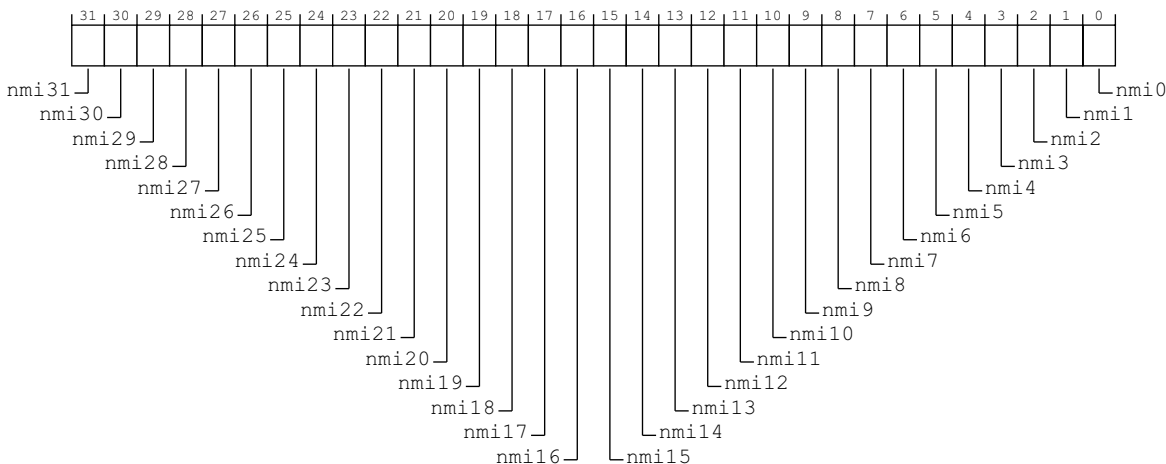 31 30 29 28 27 26 25 24 23 22 21 20 19 18 17 16 15 14 13 12 11 10 9 8 7 6 5 4 3 2 1 0
nmi31 nmi0
nmi30 nmi1
nmi29 nmi2
nmi28 nmi3
nmi27 nmi4
nmi26 nmi5
nmi25 nmi6
nmi24 nmi7
nmi23 nmi8
nmi22 nmi9
nmi21 nmi10
nmi20 nmi11
nmi19 nmi12
nmi18 nmi13
nmi17 nmi14
nmi16 nmi15